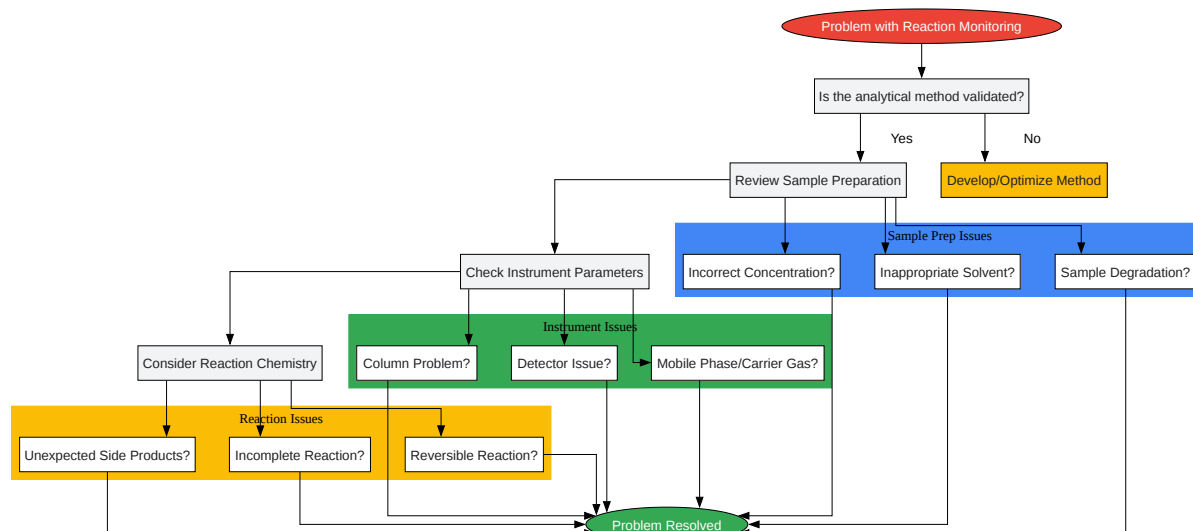 Problem with Reaction Monitoring
Is the analytical method validated?
Yes
No
Review Sample Preparation
Develop/Optimize Method
Sample Prep Issues
Check Instrument Parameters
Incorrect Concentration?
Inappropriate Solvent?
Sample Degradation?
Instrument Issues
Consider Reaction Chemistry
Column Problem?
Detector Issue?
Mobile Phase/Carrier Gas?
Reaction Issues
Unexpected Side Products?
Incomplete Reaction?
Reversible Reaction?
Problem Resolved